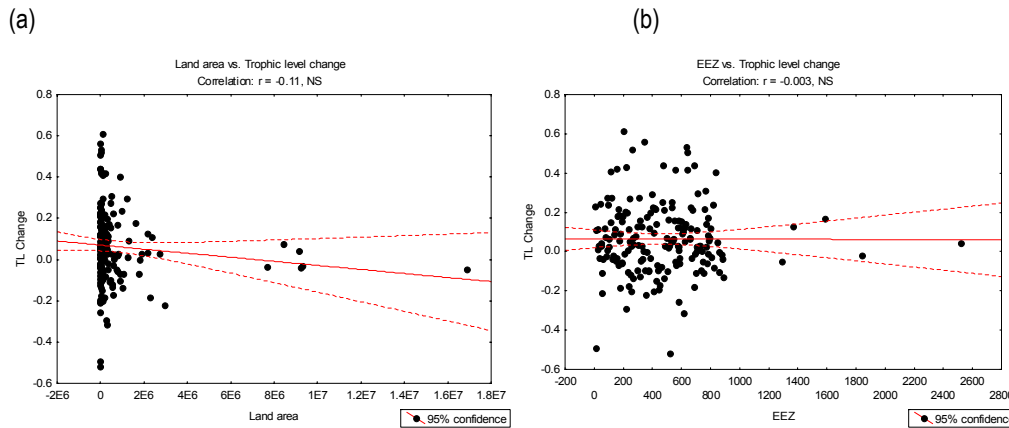 (a)
(b)
Land area vs. Trophic level change
Correlation: r = -0.11, NS
EEZ vs. Trophic level change
Correlation: r = -0.003, NS
0.8
0.6
0.4
0.2
0.0
-0.2
-0.4
-0.6
TL Change
-2E6 0 2E6 4E6 6E6 8E6 1E7 1.2E7 1.4E7 1.6E7 1.8E7
Land area
95% confidence
0.8
0.6
0.4
0.2
0.0
-0.2
-0.4
-0.6
TL Change
-200 0 200 400 600 800 1000 1200 1400 1600 1800 2000 2200 2400 2600 2800
EEZ
95% confidence